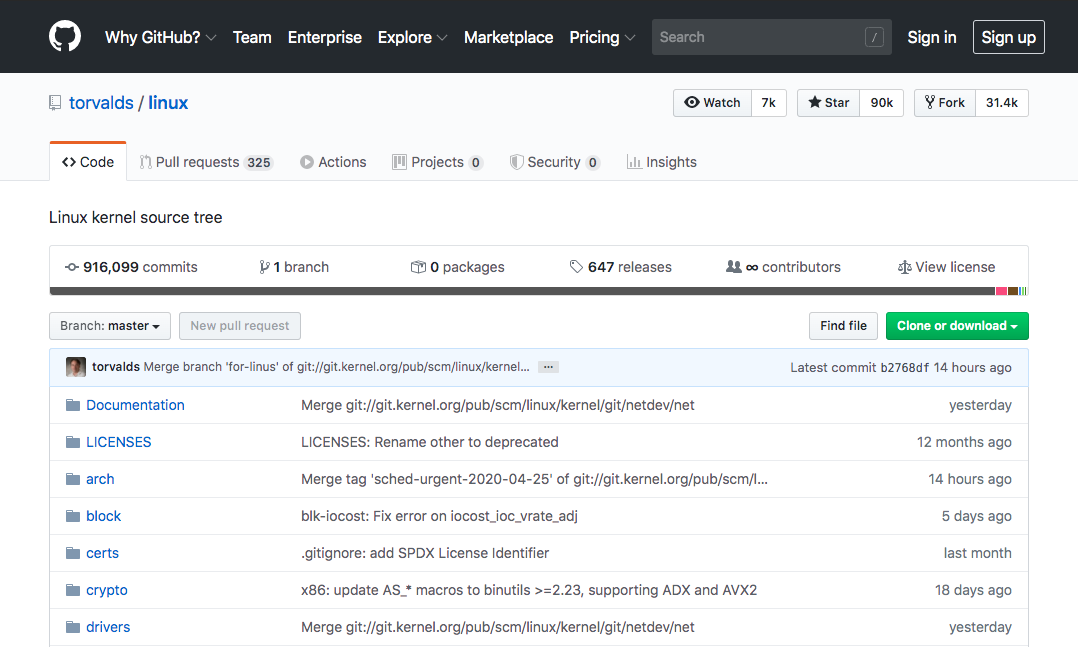 Why GitHub? Team Enterprise Explore Marketplace Pricing Search / Sign in Sign up
torvalds / linux Watch 7k Star 90k Fork 31.4k
Code Pull requests 325 Actions Projects 0 Security 0 Insights
Linux kernel source tree
916,099 commits 1 branch 0 packages 647 releases ∞ contributors View license
Branch: master New pull request Find file Clone or download
torvalds Merge branch 'for-linus' of git://git.kernel.org/pub/scm/linux/kernel... ... Latest commit b2768df 14 hours ago
Documentation Merge git://git.kernel.org/pub/scm/linux/kernel/git/netdev/net yesterday
LICENSES LICENSES: Rename other to deprecated 12 months ago
arch Merge tag 'sched-urgent-2020-04-25' of git://git.kernel.org/pub/scm/l... 14 hours ago
block blk-iocost: Fix error on iocost_ioc_vrate_adj 5 days ago
certs .gitignore: add SPDX License Identifier last month
crypto x86: update AS_* macros to binutils >=2.23, supporting ADX and AVX2 18 days ago
drivers Merge git://git.kernel.org/pub/scm/linux/kernel/git/netdev/net yesterday